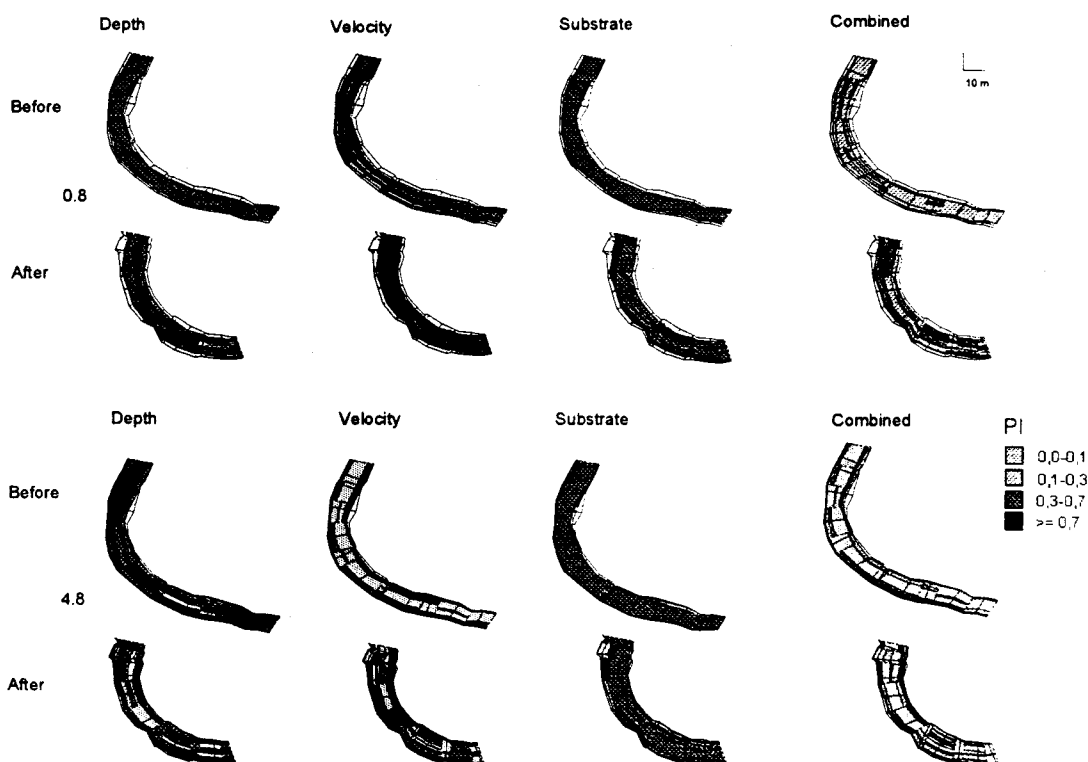 Depth Velocity Substrate Combined
10 m
Before
0.8
After
Depth Velocity Substrate Combined
PI
Before
0,0-0,1
0,1-0,3
0,3-0,7
>= 0,7
4.8
After